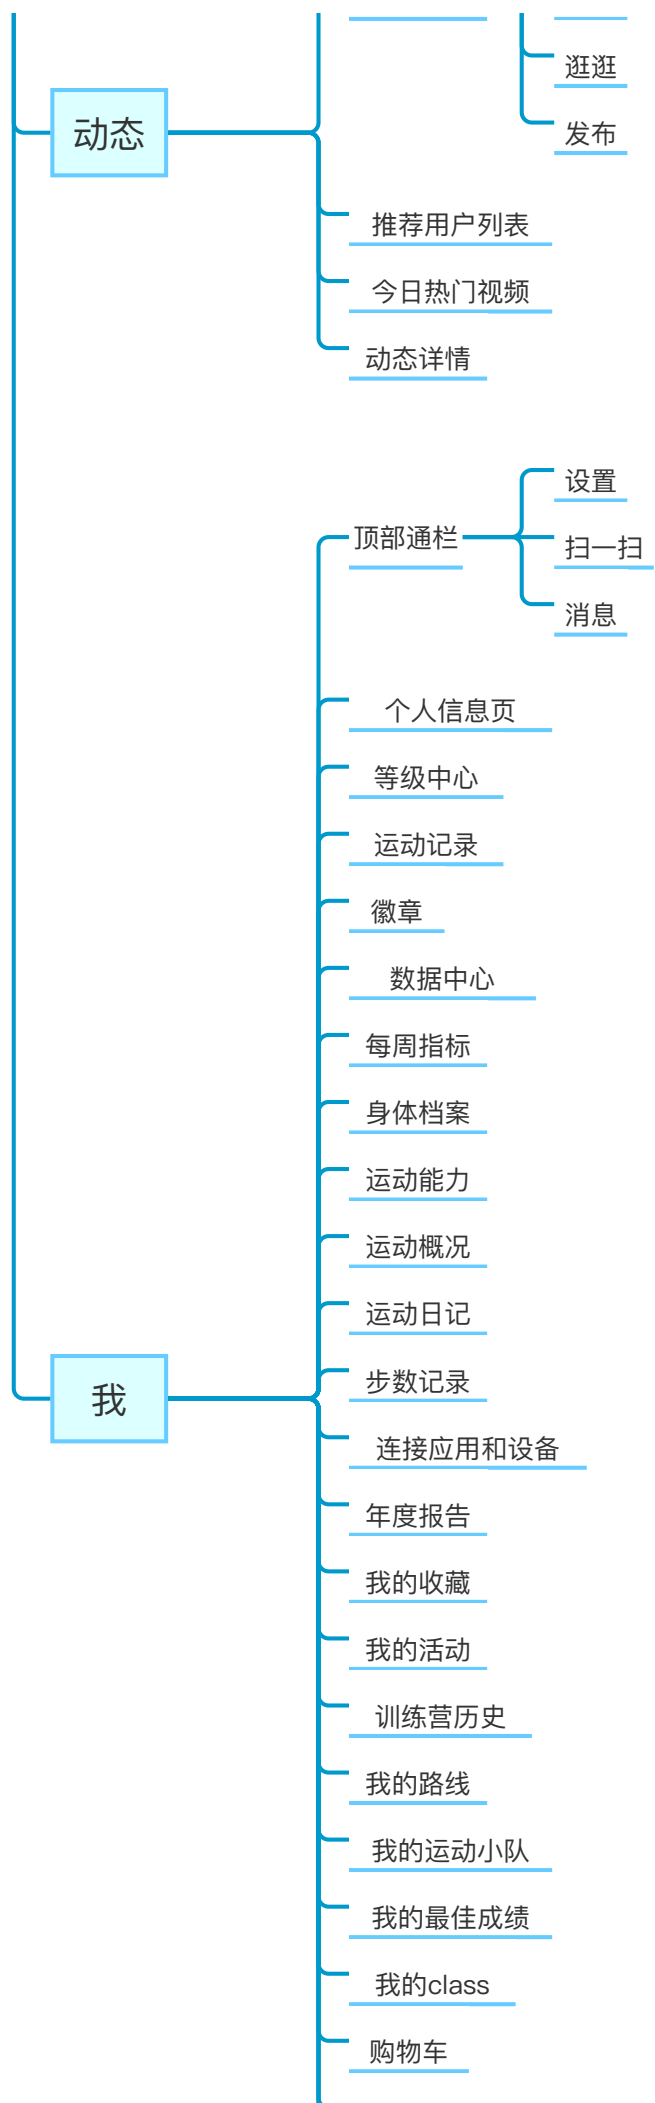 逛逛
发布
动态
推荐用户列表
今日热门视频
动态详情
设置
顶部通栏
扫一扫
消息
个人信息页
等级中心
运动记录
徽章
数据中心
每周指标
身体档案
运动能力
运动概况
运动日记
步数记录
我
连接应用和设备
年度报告
我的收藏
我的活动
训练营历史
我的路线
我的运动小队
我的最佳成绩
我的class
购物车